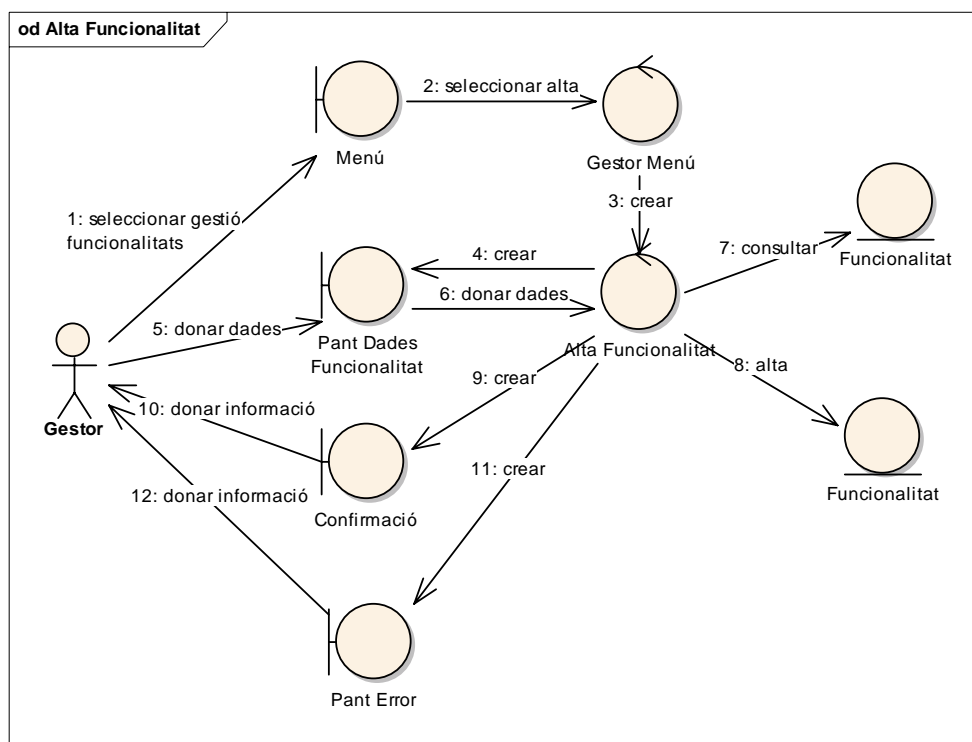 od Alta Funcionalitat
2: seleccionar alta
Menú
Gestor Menú
1: seleccionar gestió
funcionalitats
3: crear
4: crear
7: consultar
Funcionalitat
6: donar dades
5: donar dades
Pant Dades
Funcionalitat
Alta Funcionalitat
8: alta
9: crear
10: donar informació
Gestor
11: crear
12: donar informació
Funcionalitat
Confirmació
Pant Error